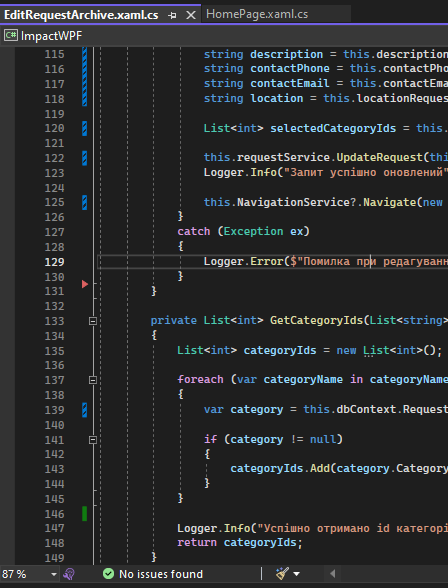 EditRequestArchive.xaml.cs HomePage.xaml.cs
C# ImpactWPF
115 string description = this.description
116 string contactPhone = this.contactPho
117 string contactEmail = this.contactEma
118 string location = this.locationReques
119
120 List<int> selectedCategoryIds = this.
121
122 this.requestService.UpdateRequest(thi
123 Logger.Info("Запит успішно оновлений"
124
125 this.NavigationService?.Navigate(new
126 }
127 catch (Exception ex)
128 {
129 Logger.Error($"Помилка при редагуванн
130 }
131 }
132
133 private List<int> GetCategoryIds(List<string>
134 {
135 List<int> categoryIds = new List<int>();
136
137 foreach (var categoryName in categoryName
138 {
139 var category = this.dbContext.Request
140
141 if (category != null)
142 {
143 categoryIds.Add(category.Category
144 }
145 }
146
147 Logger.Info("Успішно отримано id категорі
148 return categoryIds;
149 }
87 % No issues found